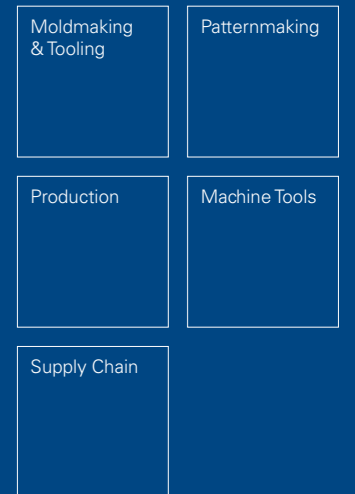 Moldmaking
& Tooling
Patternmaking
Production
Machine Tools
Supply Chain